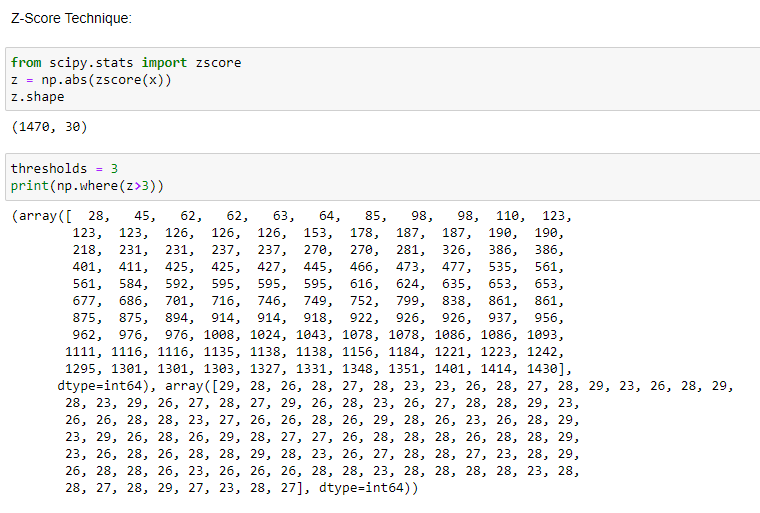 Z-Score Technique:
from scipy.stats import zscore
z = np.abs(zscore(x))
z.shape
(1470, 30)
thresholds = 3
print(np.where(z>3))
(array([  28,   45,   62,   62,   63,   64,   85,   98,   98,  110,  123,
        123,  123,  126,  126,  126,  153,  178,  187,  187,  190,  190,
        218,  231,  231,  237,  237,  270,  270,  281,  326,  386,  386,
        401,  411,  425,  425,  427,  445,  466,  473,  477,  535,  561,
        561,  584,  592,  595,  595,  595,  616,  624,  635,  653,  653,
        677,  686,  701,  716,  746,  749,  752,  799,  838,  861,  861,
        875,  875,  894,  914,  914,  918,  922,  926,  926,  937,  956,
        962,  976,  976, 1008, 1024, 1043, 1078, 1078, 1086, 1086, 1093,
       1111, 1116, 1116, 1135, 1138, 1138, 1156, 1184, 1221, 1223, 1242,
       1295, 1301, 1301, 1303, 1327, 1331, 1348, 1351, 1401, 1414, 1430],
      dtype=int64), array([29, 28, 26, 28, 27, 28, 23, 23, 26, 28, 27, 28, 29, 23, 26, 28, 29,
       28, 23, 29, 26, 27, 28, 27, 29, 26, 28, 23, 26, 27, 28, 28, 29, 23,
       26, 26, 28, 28, 23, 27, 26, 26, 28, 26, 29, 28, 26, 23, 26, 28, 29,
       23, 29, 26, 28, 26, 29, 28, 27, 27, 26, 28, 28, 28, 26, 28, 28, 29,
       23, 26, 28, 26, 28, 28, 29, 28, 23, 26, 27, 28, 28, 27, 23, 28, 29,
       26, 28, 28, 26, 23, 26, 26, 26, 28, 28, 23, 28, 28, 28, 28, 23, 28,
       28, 27, 28, 29, 27, 23, 28, 27], dtype=int64))